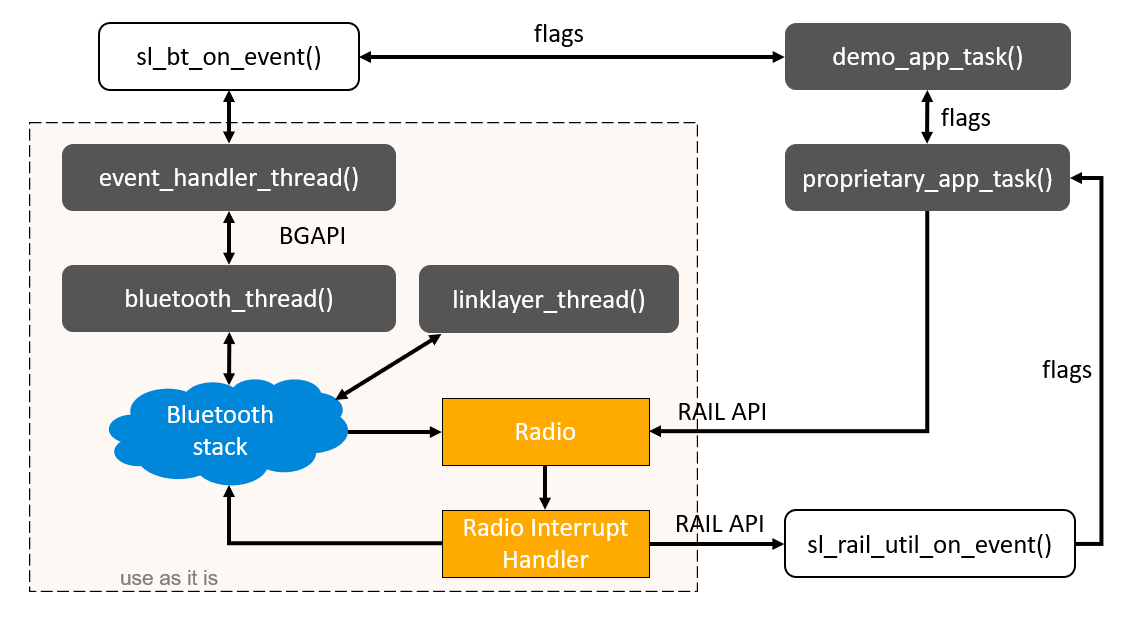 sl_bt_on_event()
flags
demo_app_task()
flags
event_handler_thread()
proprietary_app_task()
BGAPI
bluetooth_thread()
linklayer_thread()
flags
Bluetooth
stack
Radio
RAIL API
Radio Interrupt
Handler
RAIL API
sl_rail_util_on_event()
use as it is